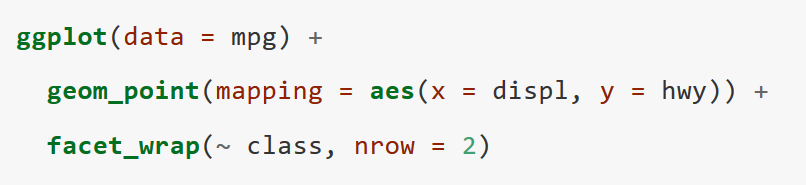 ggplot(data = mpg) +
  geom_point(mapping = aes(x = displ, y = hwy)) +
  facet_wrap(~ class, nrow = 2)